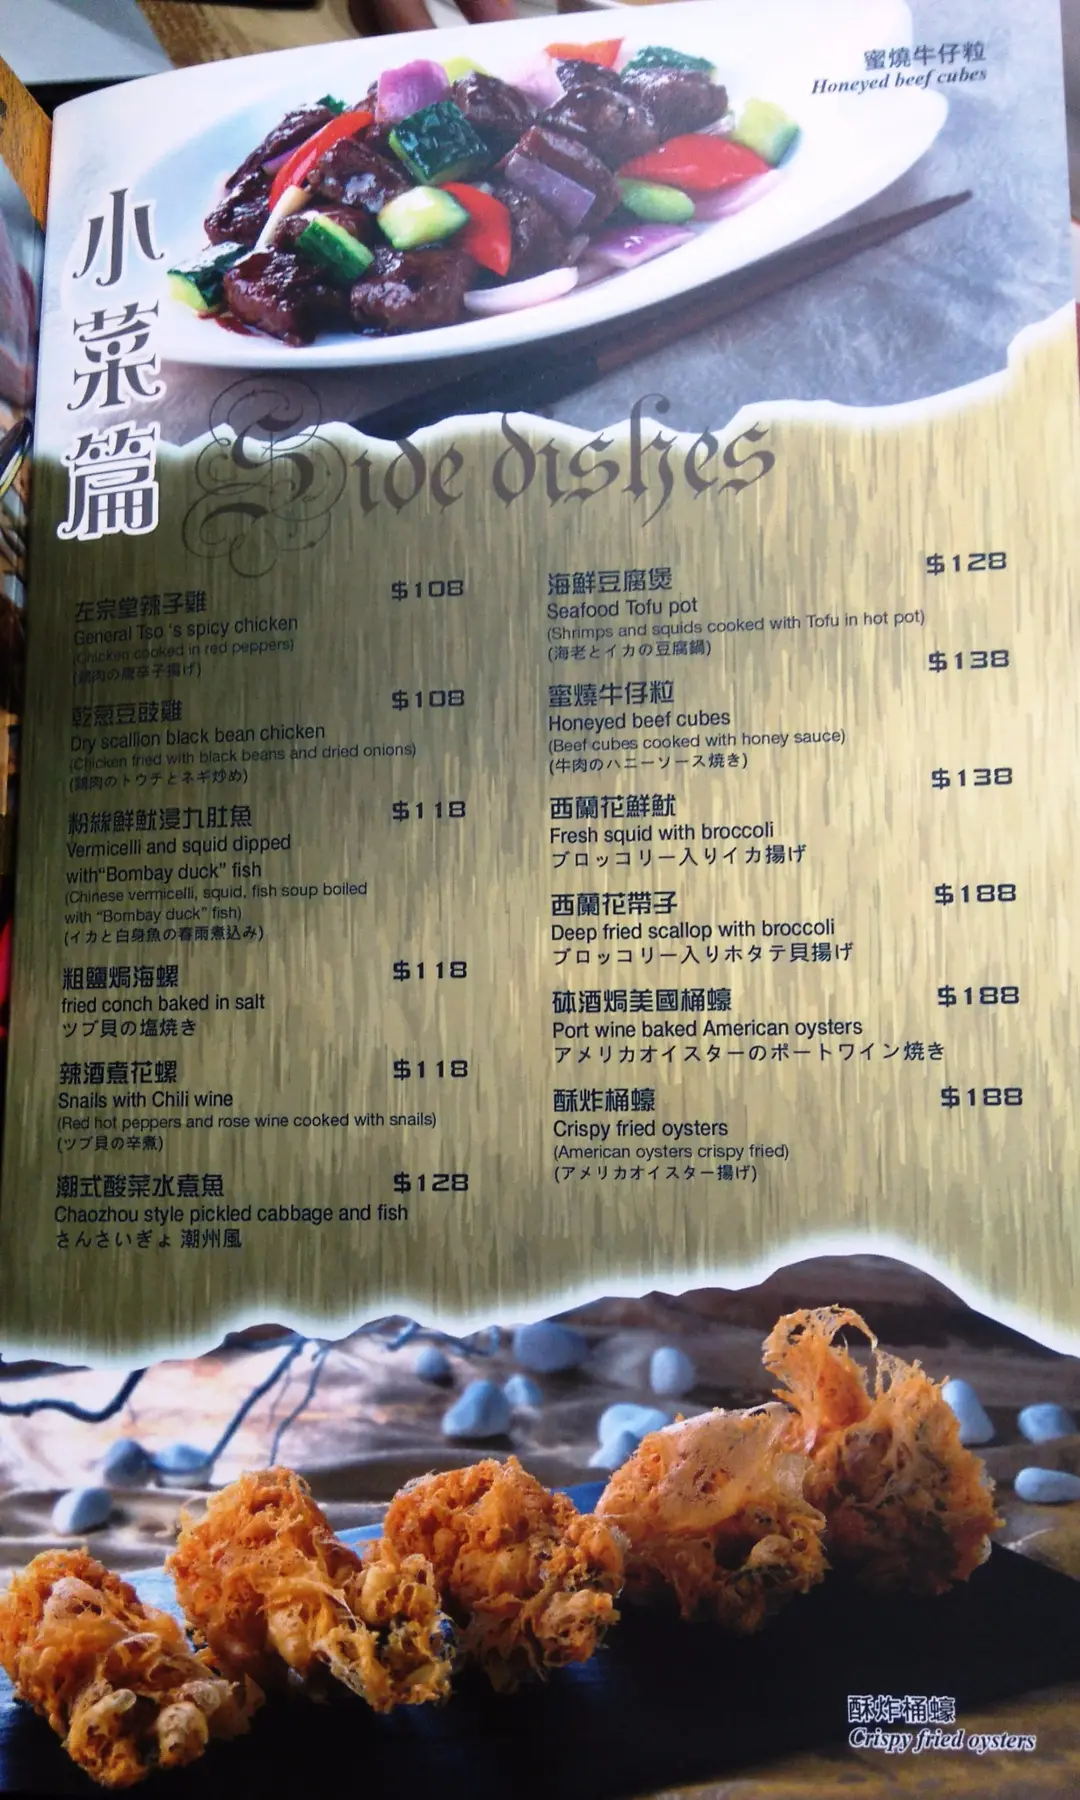 蜜燒牛仔粒
Honeyed beef cubes
小菜篇
Side dishes
左宗堂辣子雞 $108
General Tso 's spicy chicken
(Chicken cooked in red peppers)
(鶏肉の唐辛子揚げ)
乾蔥豆豉雞 $108
Dry scallion black bean chicken
(Chicken fried with black beans and dried onions)
(鶏肉のトウチとネギ炒め)
粉絲鮮魷浸九肚魚 $118
Vermicelli and squid dipped
with“Bombay duck” fish
(Chinese vermicelli, squid, fish soup boiled
with “Bombay duck” fish)
(イカと白身魚の春雨煮込み)
粗鹽焗海螺 $118
fried conch baked in salt
ツブ貝の塩焼き
辣酒煮花螺 $118
Snails with Chili wine
(Red hot peppers and rose wine cooked with snails)
(ツブ貝の辛煮)
潮式酸菜水煮魚 $128
Chaozhou style pickled cabbage and fish
さんさいぎょ 潮州風
海鮮豆腐煲 $128
Seafood Tofu pot
(Shrimps and squids cooked with Tofu in hot pot)
(海老とイカの豆腐鍋)
蜜燒牛仔粒 $138
Honeyed beef cubes
(Beef cubes cooked with honey sauce)
(牛肉のハニーソース焼き)
西蘭花鮮魷 $138
Fresh squid with broccoli
ブロッコリー入りイカ揚げ
西蘭花帶子 $188
Deep fried scallop with broccoli
ブロッコリー入りホタテ貝揚げ
砵酒焗美國桶蠔 $188
Port wine baked American oysters
アメリカオイスターのポートワイン焼き
酥炸桶蠔 $188
Crispy fried oysters
(American oysters crispy fried)
(アメリカオイスター揚げ)
酥炸桶蠔
Crispy fried oysters